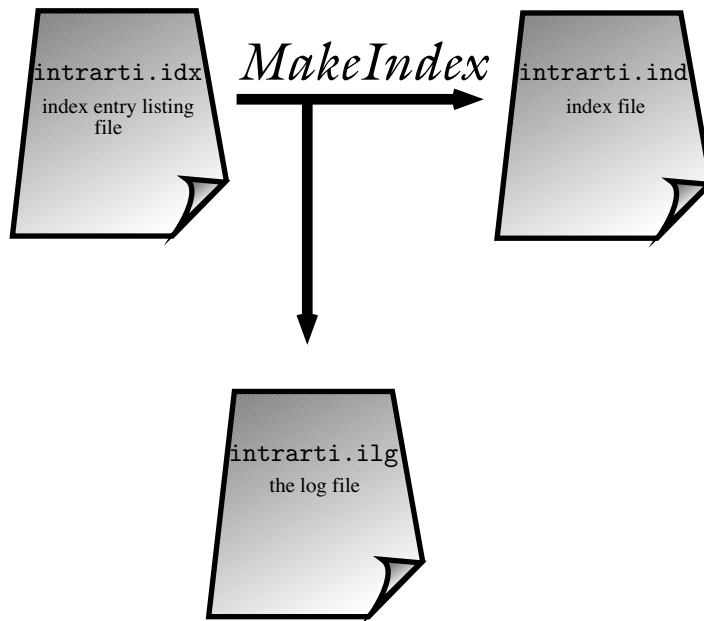 intrarti.idx
index entry listing
file
MakeIndex
intrarti.ind
index file
intrarti.ilg
the log file